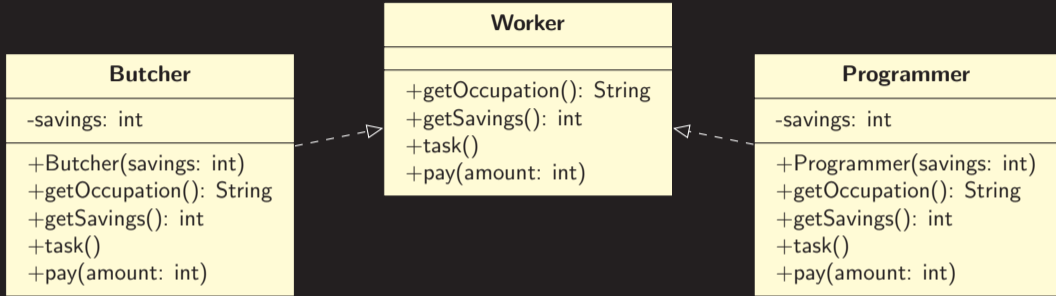 Butcher
-savings: int
+Butcher(savings: int)
+getOccupation(): String
+getSavings(): int
+task()
+pay(amount: int)
Worker
+getOccupation(): String
+getSavings(): int
+task()
+pay(amount: int)
Programmer
-savings: int
+Programmer(savings: int)
+getOccupation(): String
+getSavings(): int
+task()
+pay(amount: int)